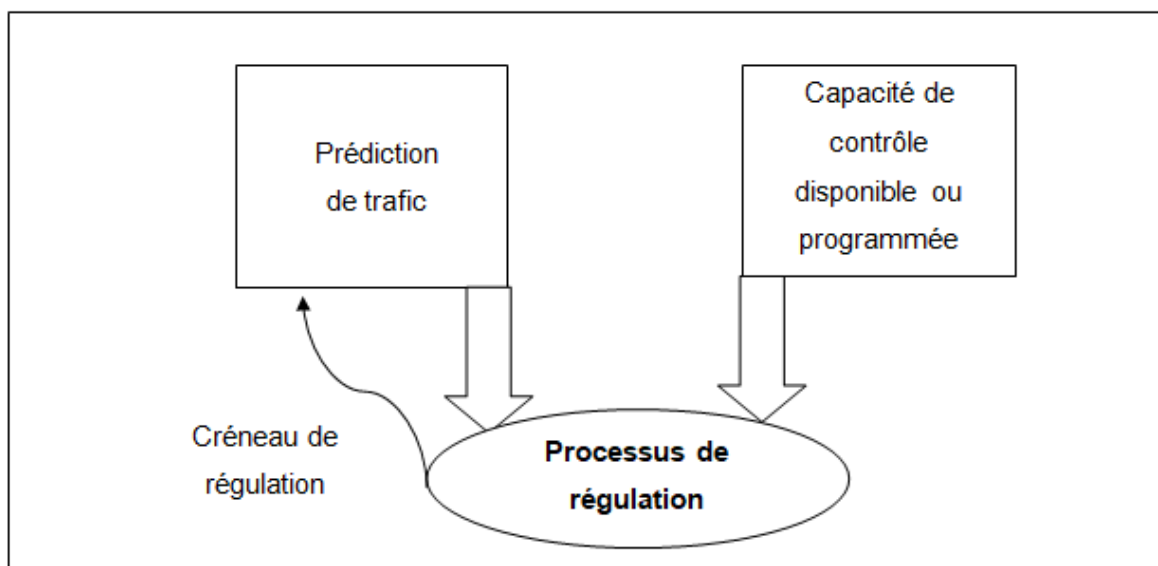 Prédiction
de trafic
Capacité de
contrôle
disponible ou
programmée
Créneau de
régulation
Processus de
régulation